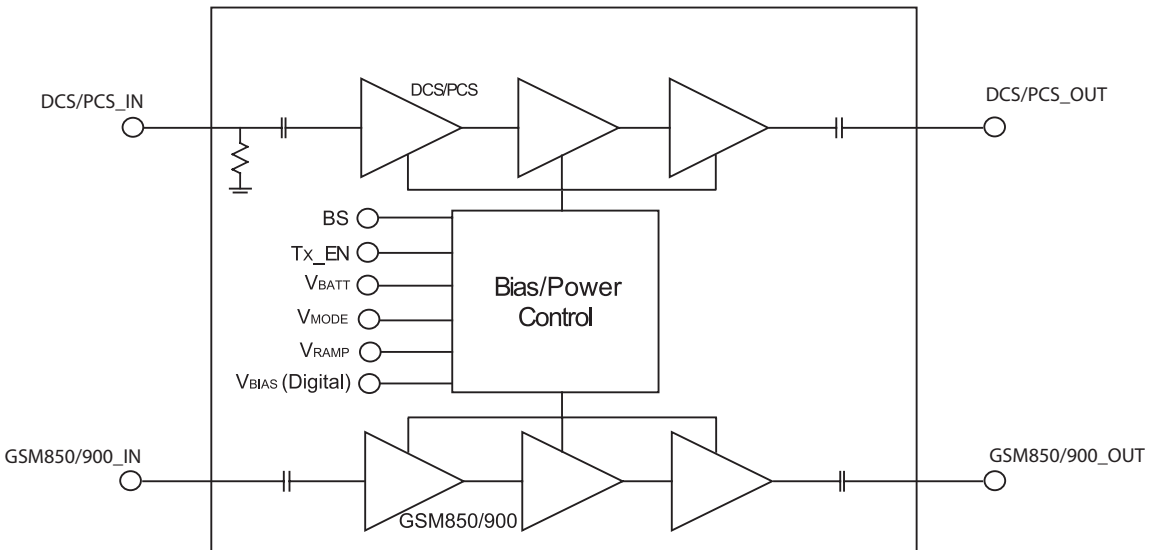 DCS/PCS_IN
DCS/PCS
DCS/PCS_OUT
BS
Tx_EN
VBATT
VMODE
VRAMP
VBIAS (Digital)
Bias/Power
Control
GSM850/900_IN
GSM850/900
GSM850/900_OUT